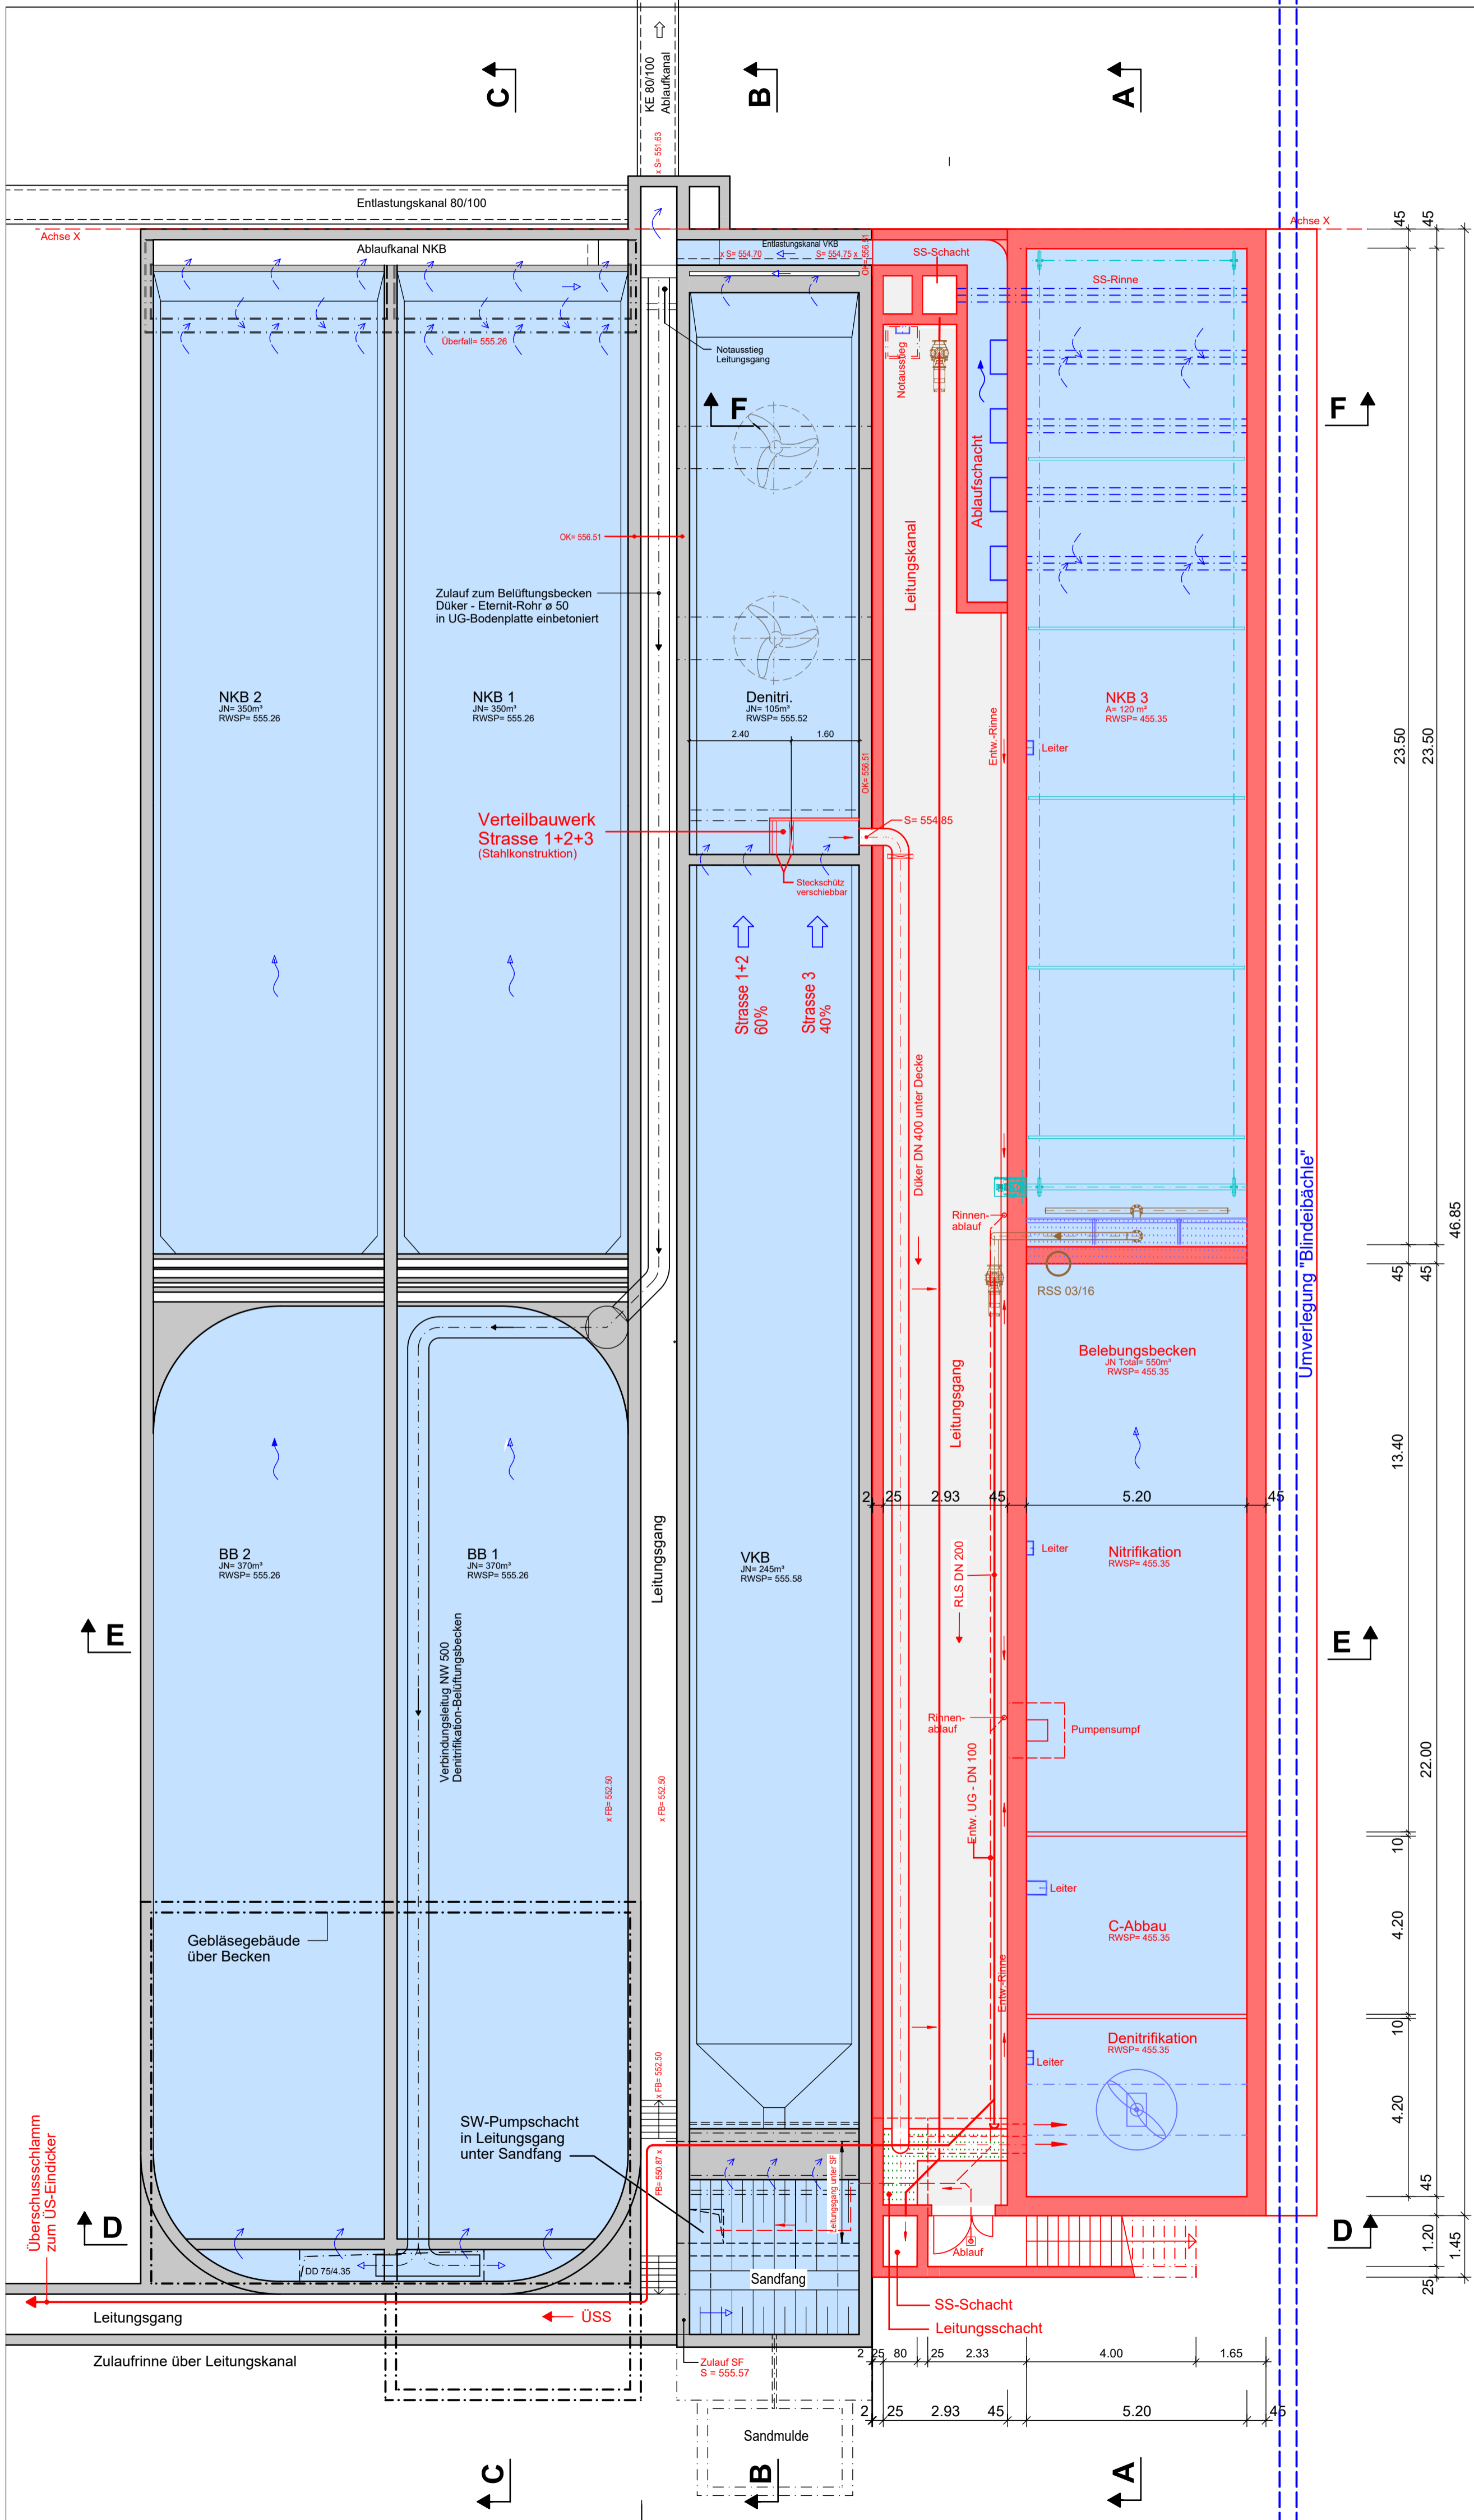 KE 80/100
Ablaufkanal
C
B
A
x S= 551.63
Entlastungskanal 80/100
Achse X
Achse X
Ablaufkanal NKB
Entlastungskanal VKB
x S= 554.70
S= 554.75 x
OK= 556.51
SS-Schacht
SS-Rinne
45
45
Überfall= 555.26
Notausstieg
Leitungsgang
Notausstieg
F
F
Ablaufschacht
Leitungskanal
OK= 556.51
Zulauf zum Belüftungsbecken
Düker - Eternit-Rohr ø 50
in UG-Bodenplatte einbetoniert
NKB 2
JN= 350m³
RWSP= 555.26
NKB 1
JN= 350m³
RWSP= 555.26
Denitri.
JN= 105m³
RWSP= 555.52
2.40
1.60
NKB 3
A= 120 m²
RWSP= 455.35
Entw.-Rinne
Leiter
OK= 556.51
23.50
23.50
Verteilbauwerk
Strasse 1+2+3
(Stahlkonstruktion)
S= 554.85
Steckschütz
verschiebbar
Strasse 1+2
60%
Strasse 3
40%
Düker DN 400 unter Decke
Umverlegung "Blindeibächle"
46.85
Rinnen-
ablauf
RSS 03/16
45
45
Belebungsbecken
JN Total= 550m³
RWSP= 455.35
Leitungsgang
13.40
2
25
2.93
45
5.20
45
Leitungsgang
BB 2
JN= 370m³
RWSP= 555.26
BB 1
JN= 370m³
RWSP= 555.26
VKB
JN= 245m³
RWSP= 555.58
RLS DN 200
Leiter
Nitrifikation
RWSP= 455.35
E
E
Verbindungsleitug NW 500
Denitrifikation-Belüftungsbecken
Rinnen-
ablauf
Pumpensumpf
x FB= 552.50
x FB= 552.50
Entw. UG - DN 100
22.00
10
Leiter
C-Abbau
RWSP= 455.35
4.20
Gebläsegebäude
über Becken
Entw.-Rinne
10
Denitrifikation
RWSP= 455.35
Leiter
x FB= 552.50
4.20
SW-Pumpschacht
in Leitungsgang
unter Sandfang
FB= 550.87 x
Leitungsgang unter SF
45
Überschussschlamm
zum ÜS-Eindicker
D
D
1.20
1.45
25
Ablauf
DD 75/4.35
Sandfang
SS-Schacht
Leitungsschacht
Leitungsgang
ÜSS
Zulaufrinne über Leitungskanal
Zulauf SF
S = 555.57
2
25
80
25
2.33
4.00
1.65
2
25
2.93
45
5.20
45
Sandmulde
C
B
A